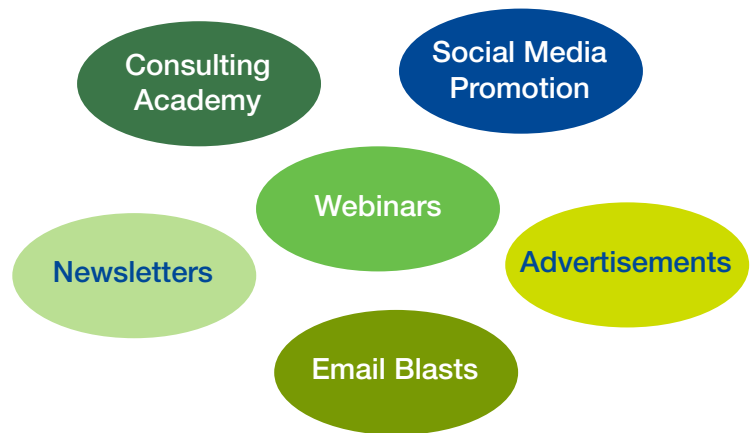 Consulting
Academy
Social Media
Promotion
Webinars
Newsletters
Advertisements
Email Blasts